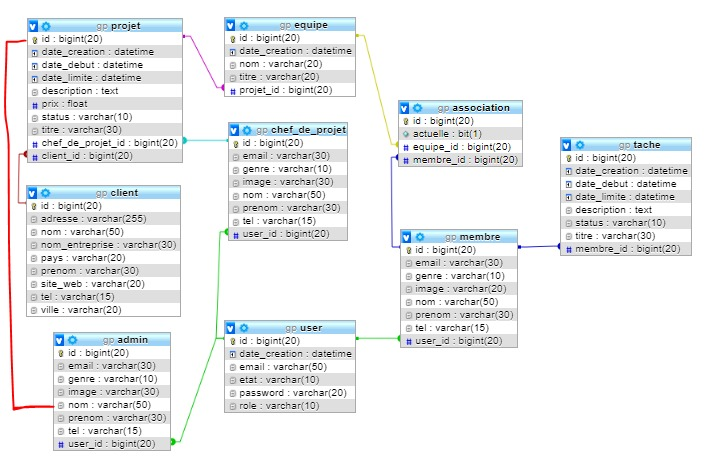 gp projet
id : bigint(20)
date_creation : datetime
date_debut : datetime
date_limite : datetime
description : text
prix : float
status : varchar(10)
titre : varchar(30)
chef_de_projet_id : bigint(20)
client_id : bigint(20)
gp equipe
id : bigint(20)
date_creation : datetime
nom : varchar(20)
titre : varchar(20)
projet_id : bigint(20)
gp association
id : bigint(20)
actuelle : bit(1)
equipe_id : bigint(20)
membre_id : bigint(20)
gp chef_de_projet
id : bigint(20)
email : varchar(30)
genre : varchar(10)
image : varchar(30)
nom : varchar(50)
prenom : varchar(30)
tel : varchar(15)
user_id : bigint(20)
gp tache
id : bigint(20)
date_creation : datetime
date_debut : datetime
date_limite : datetime
description : text
status : varchar(10)
titre : varchar(30)
membre_id : bigint(20)
gp client
id : bigint(20)
adresse : varchar(255)
nom : varchar(50)
nom_entreprise : varchar(30)
pays : varchar(20)
prenom : varchar(30)
site_web : varchar(20)
tel : varchar(15)
ville : varchar(20)
gp membre
id : bigint(20)
email : varchar(30)
genre : varchar(10)
image : varchar(20)
nom : varchar(50)
prenom : varchar(30)
tel : varchar(15)
user_id : bigint(20)
gp admin
id : bigint(20)
email : varchar(30)
genre : varchar(10)
image : varchar(30)
nom : varchar(50)
prenom : varchar(30)
tel : varchar(15)
user_id : bigint(20)
gp user
id : bigint(20)
date_creation : datetime
email : varchar(50)
etat : varchar(10)
password : varchar(20)
role : varchar(10)